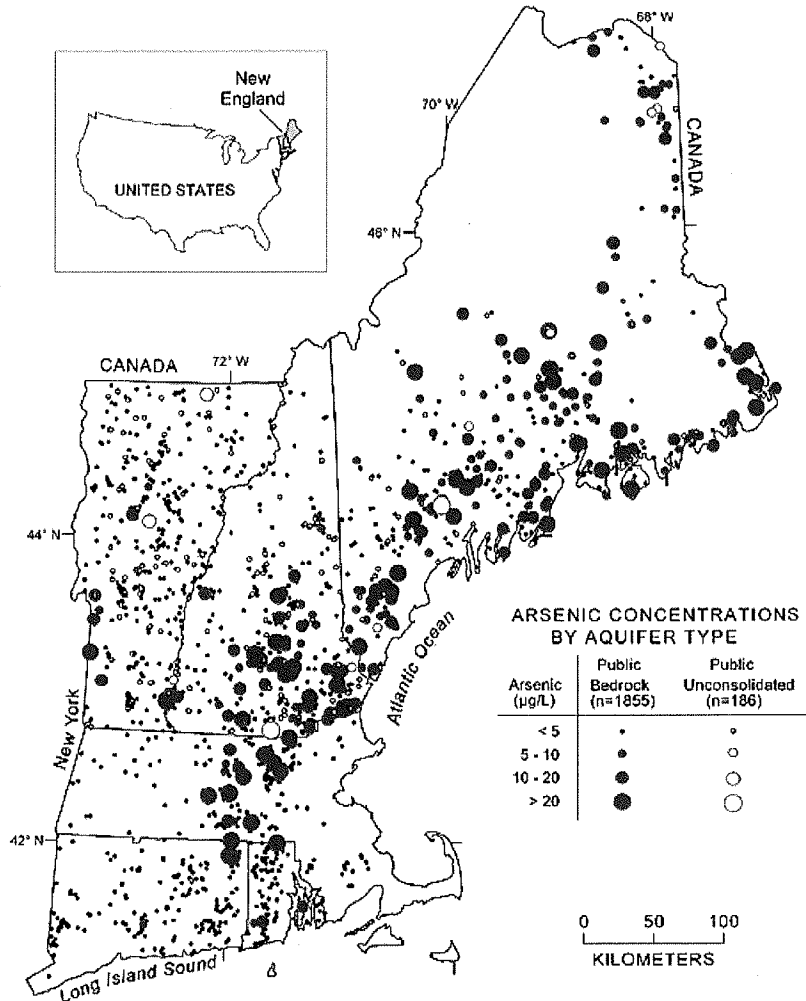 68° W
New
England
70° W
CANADA
UNITED STATES
46° N
CANADA
72° W
44° N
ARSENIC CONCENTRATIONS
BY AQUIFER TYPE
Arsenic
(µg/L)
Public
Bedrock
(n=1855)
Public
Unconsolidated
(n=186)
< 5
5 - 10
10 - 20
> 20
Atlantic Ocean
New York
42° N
0 50 100
KILOMETERS
Long Island Sound